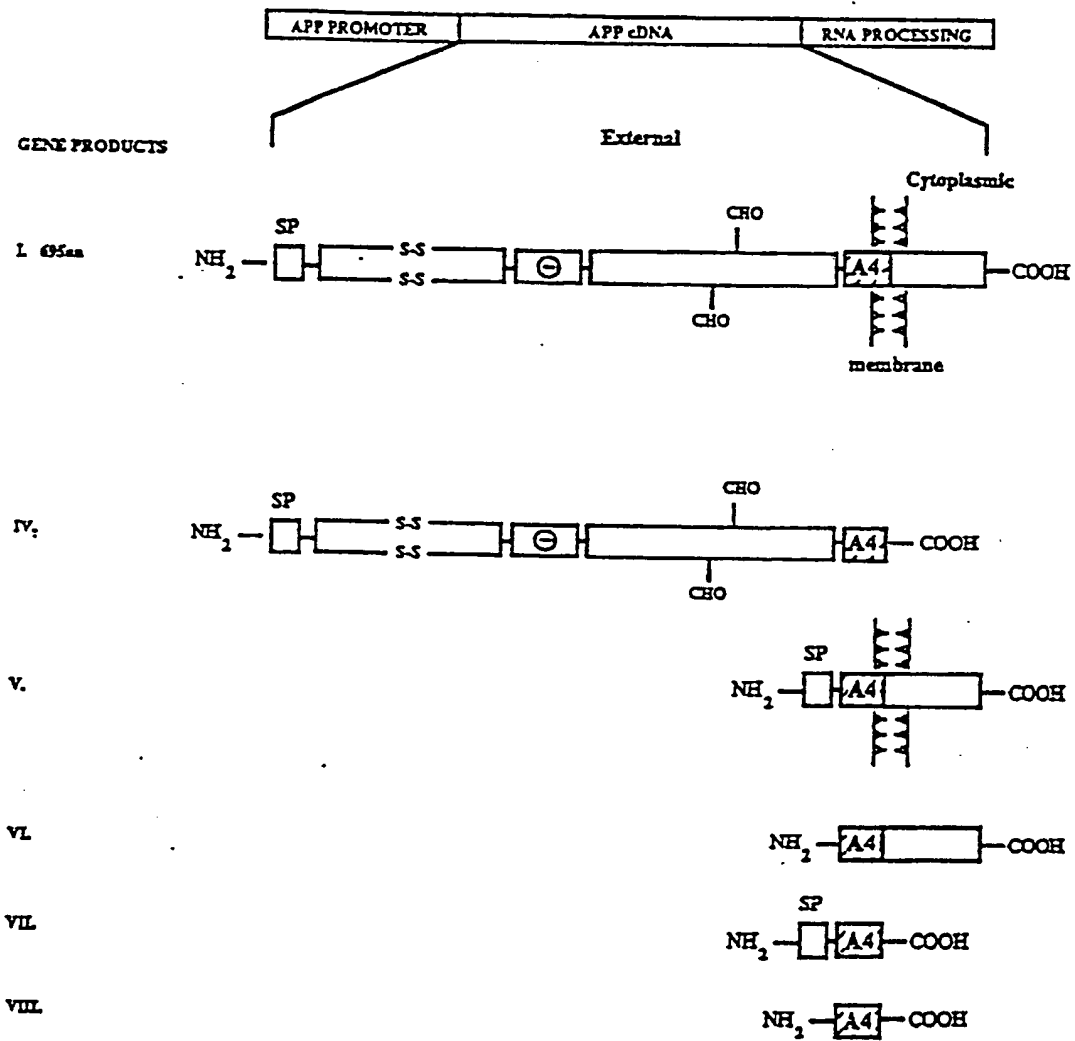 APP PROMOTER APP cDNA RNA PROCESSING
GENE PRODUCTS
External
Cytoplasmic
SP
CHO
I. 695aa
NH2
S-S
S-S
⊖
A4
COOH
CHO
membrane
SP
CHO
IV.
NH2
S-S
S-S
⊖
A4
COOH
CHO
SP
V.
NH2
A4
COOH
VI.
NH2
A4
COOH
SP
VII.
NH2
A4
COOH
VIII.
NH2
A4
COOH